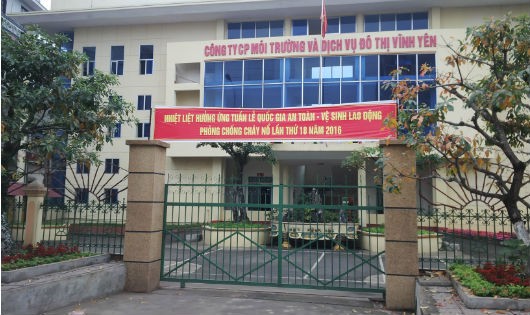 CÔNG TY CP MÔI TRƯỜNG VÀ DỊCH VỤ ĐÔ THỊ VĨNH YÊN
NHIỆT LIỆT HƯỞNG ỨNG TUẦN LỄ QUỐC GIA AN TOÀN - VỆ SINH LAO ĐỘNG
PHÒNG CHỐNG CHÁY NỔ LẦN THỨ 18 NĂM 2016